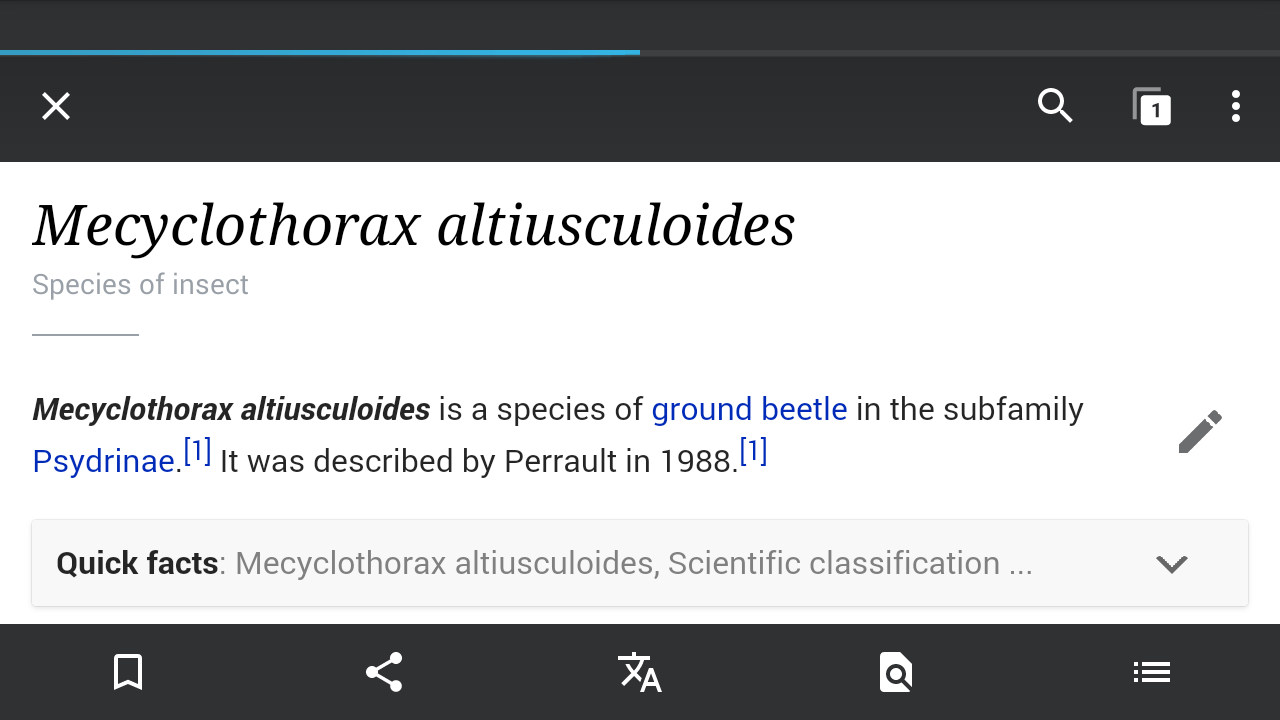 1
Mecyclothorax altiusculoides
Species of insect
Mecyclothorax altiusculoides is a species of ground beetle in the subfamily
Psydrinae.[1] It was described by Perrault in 1988.[1]
Quick facts: Mecyclothorax altiusculoides, Scientific classification ...